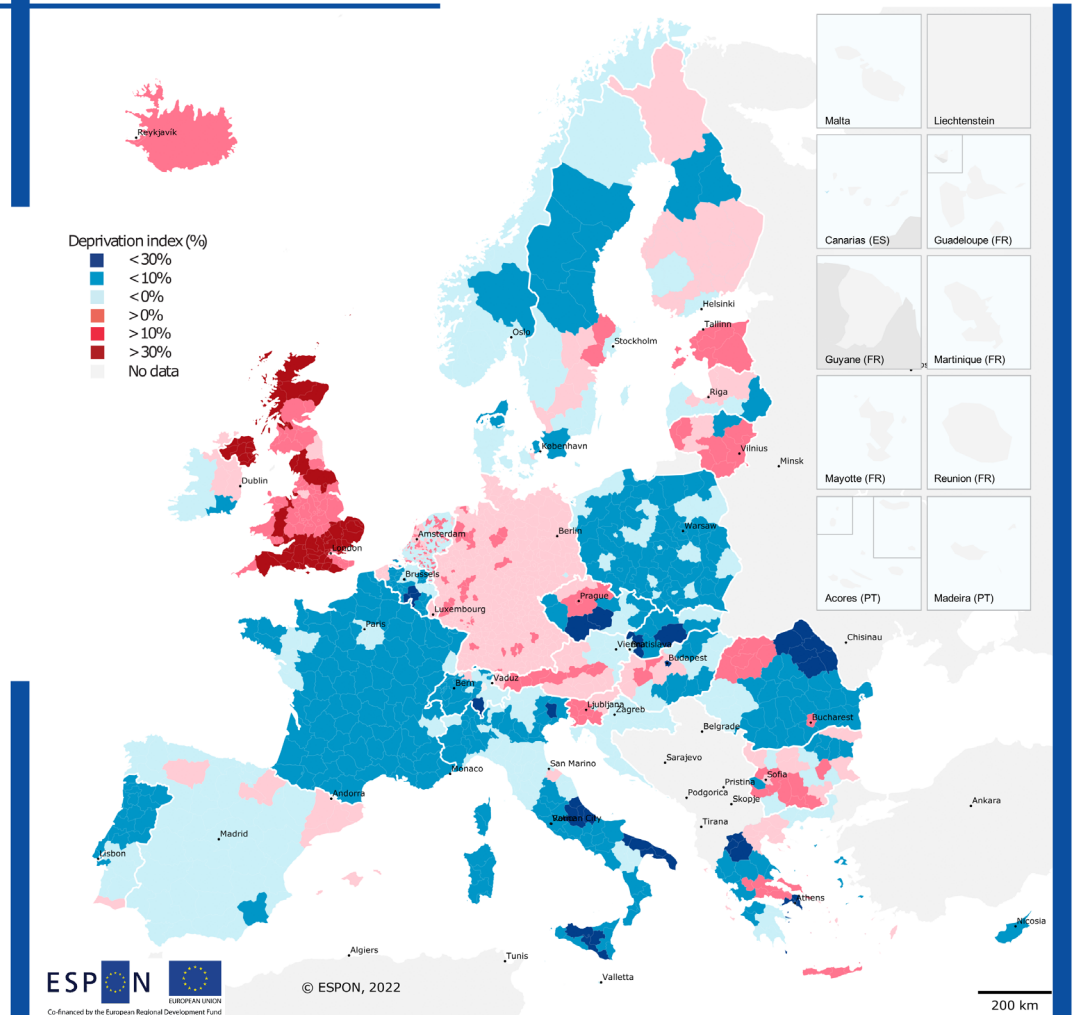 Malta
Liechtenstein
Reykjavík
Canarias (ES)
Guadeloupe (FR)
Deprivation index (%)
<30%
<10%
<0%
>0%
>10%
>30%
No data
Helsinki
Tallinn
Oslo
Stockholm
Guyane (FR)
Martinique (FR)
Riga
København
Vilnius
Minsk
Dublin
Mayotte (FR)
Reunion (FR)
London
Amsterdam
Berlin
Warsaw
Brussels
Prague
Acores (PT)
Madeira (PT)
Luxembourg
Paris
Chisinau
Bratislava
Budapest
Bern
Vaduz
Ljubljana
Zagreb
Bucharest
Belgrade
San Marino
Monaco
Sarajevo
Sofia
Pristina
Podgorica
Skopje
Andorra
Ankara
Vatican City
Tirana
Madrid
Lisbon
Athens
Nicosia
Algiers
Tunis
Valletta
ESPON
EUROPEAN UNION
Co-financed by the European Regional Development Fund
© ESPON, 2022
200 km